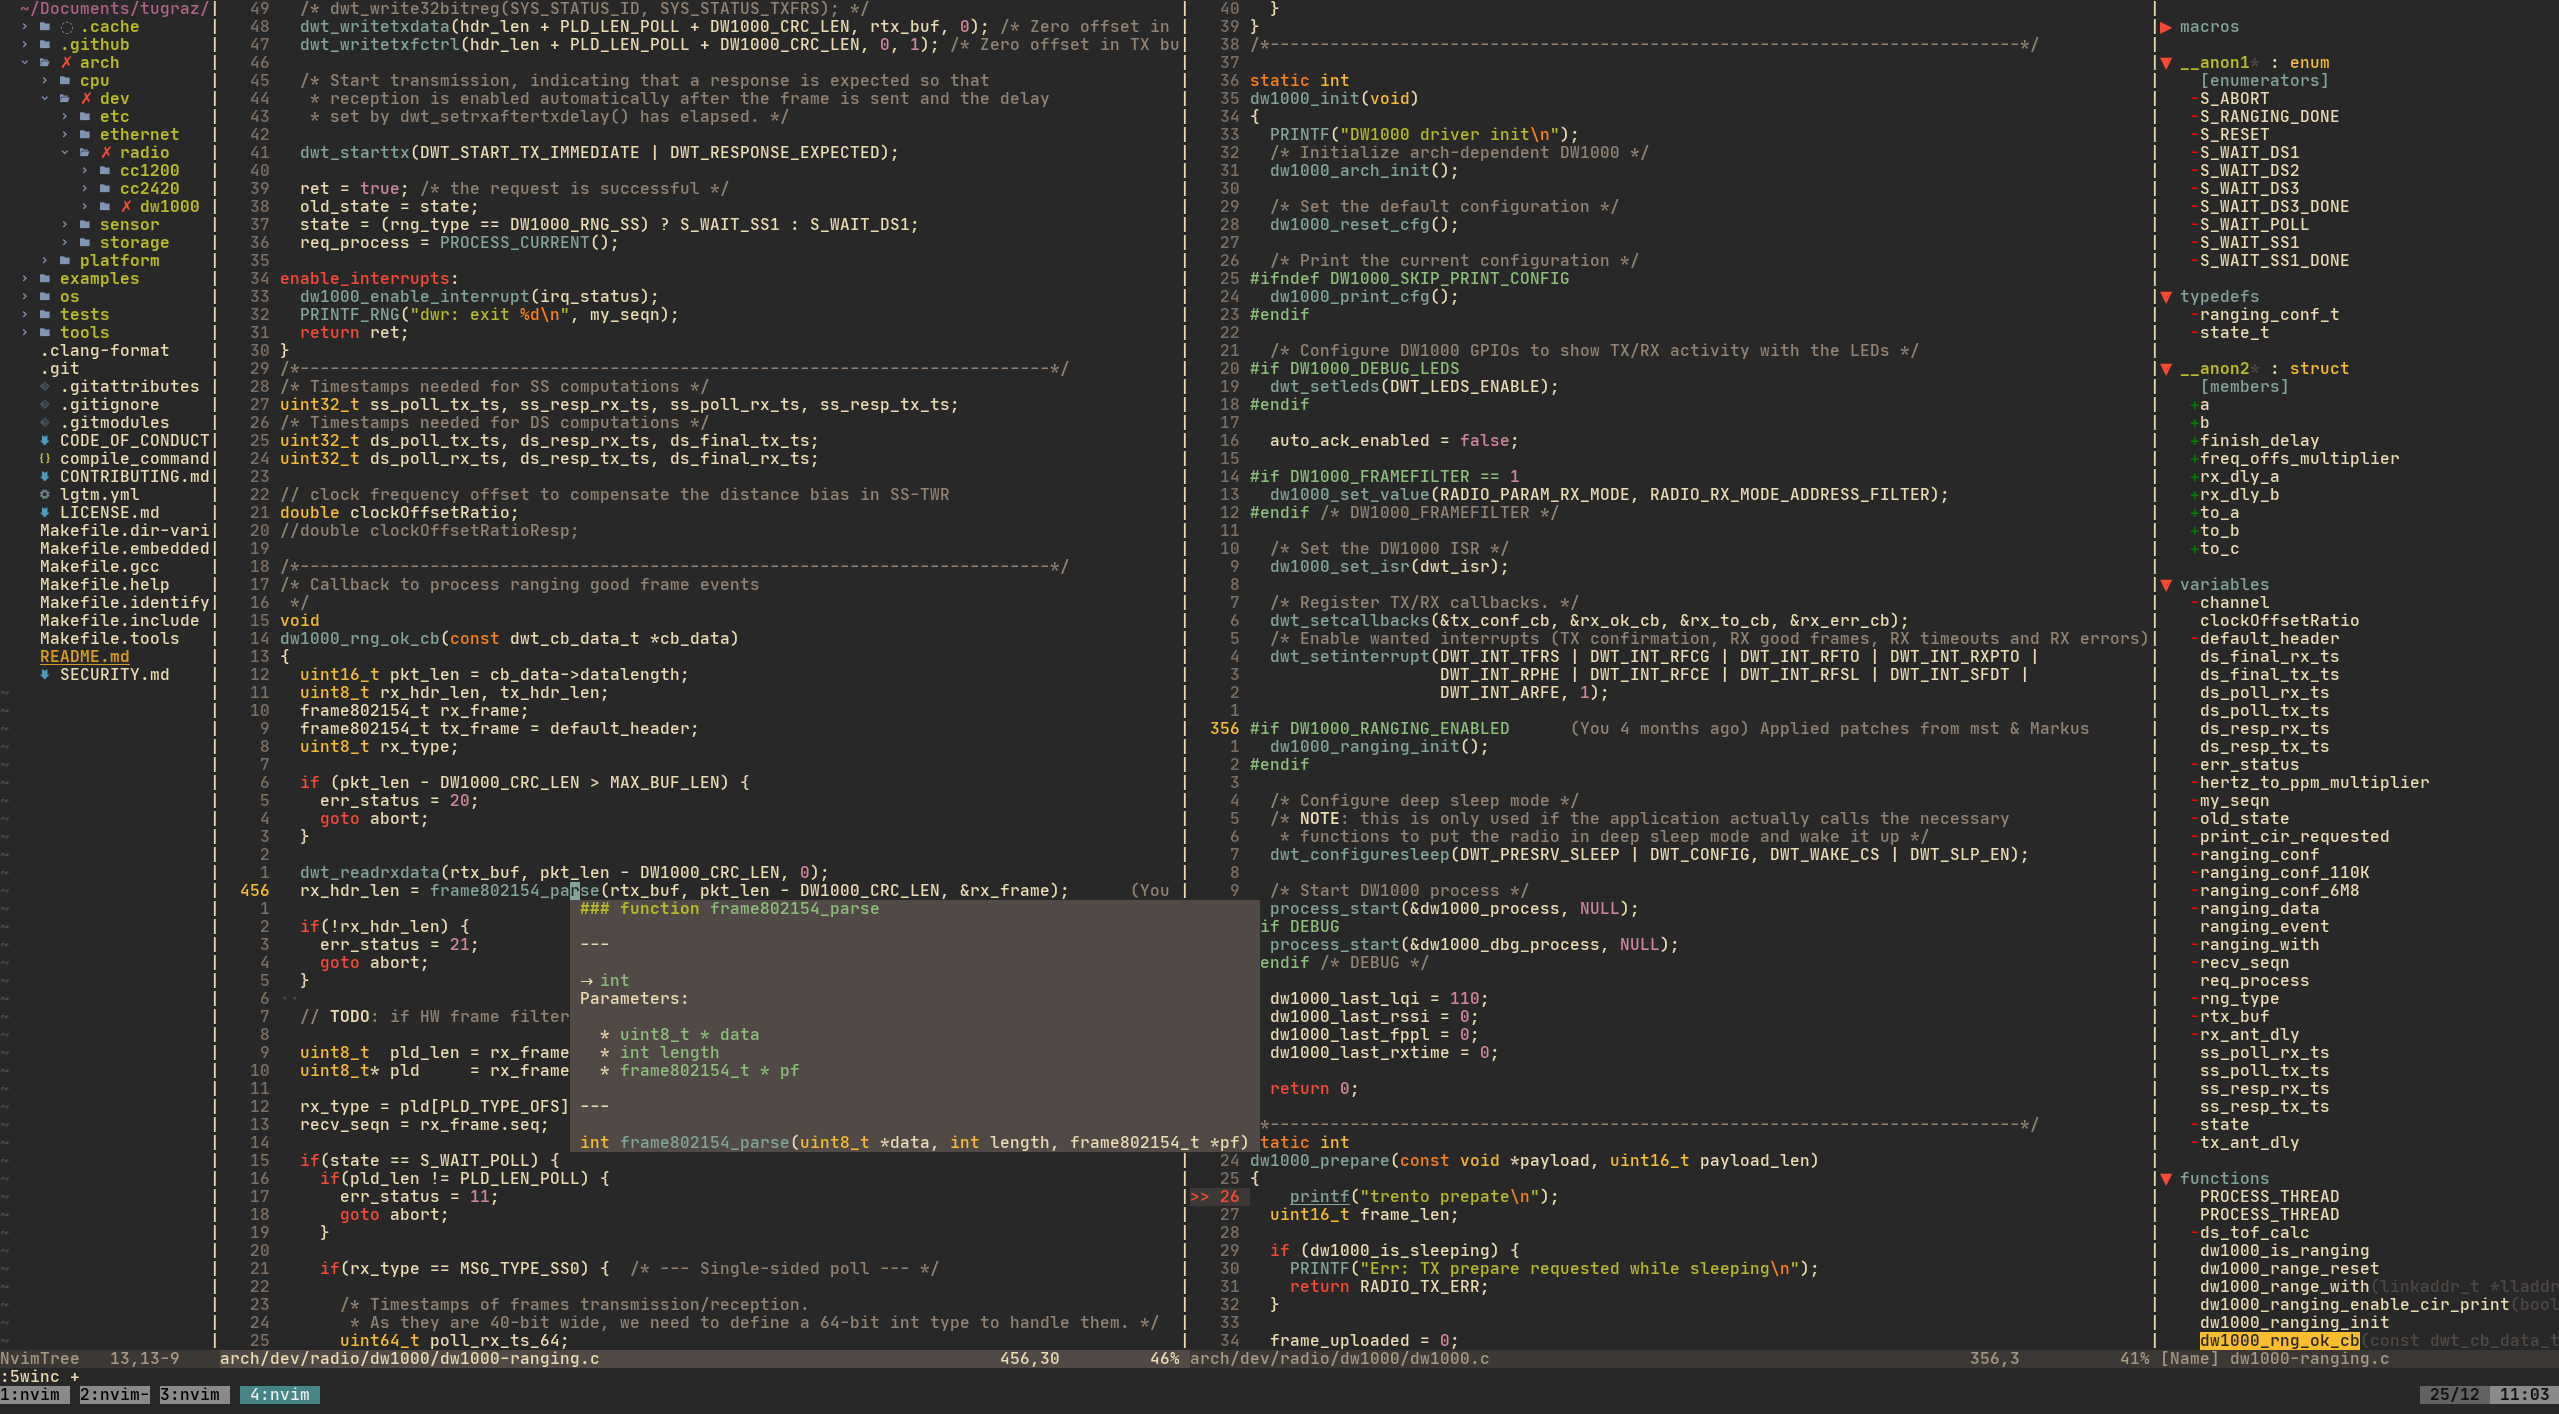 ~/Documents/tugraz/
.cache
.github
✗ arch
cpu
✗ dev
etc
ethernet
✗ radio
cc1200
cc2420
✗ dw1000
sensor
storage
platform
examples
os
tests
tools
.clang-format
.git
.gitattributes
.gitignore
.gitmodules
CODE_OF_CONDUCT
{} compile_command
CONTRIBUTING.md
lgtm.yml
LICENSE.md
Makefile.dir-vari
Makefile.embedded
Makefile.gcc
Makefile.help
Makefile.identify
Makefile.include
Makefile.tools
README.md
SECURITY.md
49 /* dwt_write32bitreg(SYS_STATUS_ID, SYS_STATUS_TXFRS); */
48 dwt_writetxdata(hdr_len + PLD_LEN_POLL + DW1000_CRC_LEN, rtx_buf, 0); /* Zero offset in
47 dwt_writetxfctrl(hdr_len + PLD_LEN_POLL + DW1000_CRC_LEN, 0, 1); /* Zero offset in TX bu
46
45 /* Start transmission, indicating that a response is expected so that
44 * reception is enabled automatically after the frame is sent and the delay
43 * set by dwt_setrxaftertxdelay() has elapsed. */
42
41 dwt_starttx(DWT_START_TX_IMMEDIATE | DWT_RESPONSE_EXPECTED);
40
39 ret = true; /* the request is successful */
38 old_state = state;
37 state = (rng_type == DW1000_RNG_SS) ? S_WAIT_SS1 : S_WAIT_DS1;
36 req_process = PROCESS_CURRENT();
35
34 enable_interrupts:
33 dw1000_enable_interrupt(irq_status);
32 PRINTF_RNG("dwr: exit %d\n", my_seqn);
31 return ret;
30 }
29 /*---------------------------------------------------------------------------*/
28 /* Timestamps needed for SS computations */
27 uint32_t ss_poll_tx_ts, ss_resp_rx_ts, ss_poll_rx_ts, ss_resp_tx_ts;
26 /* Timestamps needed for DS computations */
25 uint32_t ds_poll_tx_ts, ds_resp_rx_ts, ds_final_tx_ts;
24 uint32_t ds_poll_rx_ts, ds_resp_tx_ts, ds_final_rx_ts;
23
22 // clock frequency offset to compensate the distance bias in SS-TWR
21 double clockOffsetRatio;
20 //double clockOffsetRatioResp;
19
18 /*---------------------------------------------------------------------------*/
17 /* Callback to process ranging good frame events
16 */
15 void
14 dw1000_rng_ok_cb(const dwt_cb_data_t *cb_data)
13 {
12 uint16_t pkt_len = cb_data->datalength;
11 uint8_t rx_hdr_len, tx_hdr_len;
10 frame802154_t rx_frame;
9 frame802154_t tx_frame = default_header;
8 uint8_t rx_type;
7
6 if (pkt_len - DW1000_CRC_LEN > MAX_BUF_LEN) {
5 err_status = 20;
4 goto abort;
3 }
2
1 dwt_readrxdata(rtx_buf, pkt_len - DW1000_CRC_LEN, 0);
456 rx_hdr_len = frame802154_parse(rtx_buf, pkt_len - DW1000_CRC_LEN, &rx_frame); (You
1
2 if(!rx_hdr_len) {
3 err_status = 21;
4 goto abort;
5 }
6 ··
7 // TODO: if HW frame filter
8
9 uint8_t pld_len = rx_frame
10 uint8_t* pld = rx_frame
11
12 rx_type = pld[PLD_TYPE_OFS]
13 recv_seqn = rx_frame.seq;
14
15 if(state == S_WAIT_POLL) {
16 if(pld_len != PLD_LEN_POLL) {
17 err_status = 11;
18 goto abort;
19 }
20
21 if(rx_type == MSG_TYPE_SS0) { /* --- Single-sided poll --- */
22
23 /* Timestamps of frames transmission/reception.
24 * As they are 40-bit wide, we need to define a 64-bit int type to handle them. */
25 uint64_t poll_rx_ts_64;
### function frame802154_parse
---
→ int
Parameters:
* uint8_t * data
* int length
* frame802154_t * pf
---
int frame802154_parse(uint8_t *data, int length, frame802154_t *pf)
40 }
39 }
38 /*---------------------------------------------------------------------------*/
37
36 static int
35 dw1000_init(void)
34 {
33 PRINTF("DW1000 driver init\n");
32 /* Initialize arch-dependent DW1000 */
31 dw1000_arch_init();
30
29 /* Set the default configuration */
28 dw1000_reset_cfg();
27
26 /* Print the current configuration */
25 #ifndef DW1000_SKIP_PRINT_CONFIG
24 dw1000_print_cfg();
23 #endif
22
21 /* Configure DW1000 GPIOs to show TX/RX activity with the LEDs */
20 #if DW1000_DEBUG_LEDS
19 dwt_setleds(DWT_LEDS_ENABLE);
18 #endif
17
16 auto_ack_enabled = false;
15
14 #if DW1000_FRAMEFILTER == 1
13 dw1000_set_value(RADIO_PARAM_RX_MODE, RADIO_RX_MODE_ADDRESS_FILTER);
12 #endif /* DW1000_FRAMEFILTER */
11
10 /* Set the DW1000 ISR */
9 dw1000_set_isr(dwt_isr);
8
7 /* Register TX/RX callbacks. */
6 dwt_setcallbacks(&tx_conf_cb, &rx_ok_cb, &rx_to_cb, &rx_err_cb);
5 /* Enable wanted interrupts (TX confirmation, RX good frames, RX timeouts and RX errors)
4 dwt_setinterrupt(DWT_INT_TFRS | DWT_INT_RFCG | DWT_INT_RFTO | DWT_INT_RXPTO |
3 DWT_INT_RPHE | DWT_INT_RFCE | DWT_INT_RFSL | DWT_INT_SFDT |
2 DWT_INT_ARFE, 1);
1
356 #if DW1000_RANGING_ENABLED (You 4 months ago) Applied patches from mst & Markus
1 dw1000_ranging_init();
2 #endif
3
4 /* Configure deep sleep mode */
5 /* NOTE: this is only used if the application actually calls the necessary
6 * functions to put the radio in deep sleep mode and wake it up */
7 dwt_configuresleep(DWT_PRESRV_SLEEP | DWT_CONFIG, DWT_WAKE_CS | DWT_SLP_EN);
8
9 /* Start DW1000 process */
process_start(&dw1000_process, NULL);
if DEBUG
process_start(&dw1000_dbg_process, NULL);
endif /* DEBUG */
dw1000_last_lqi = 110;
dw1000_last_rssi = 0;
dw1000_last_fppl = 0;
dw1000_last_rxtime = 0;
return 0;
*---------------------------------------------------------------------------*/
tatic int
24 dw1000_prepare(const void *payload, uint16_t payload_len)
25 {
>> 26 printf("trento prepate\n");
27 uint16_t frame_len;
28
29 if (dw1000_is_sleeping) {
30 PRINTF("Err: TX prepare requested while sleeping\n");
31 return RADIO_TX_ERR;
32 }
33
34 frame_uploaded = 0;
▶ macros
▼ __anon1* : enum
[enumerators]
-S_ABORT
-S_RANGING_DONE
-S_RESET
-S_WAIT_DS1
-S_WAIT_DS2
-S_WAIT_DS3
-S_WAIT_DS3_DONE
-S_WAIT_POLL
-S_WAIT_SS1
-S_WAIT_SS1_DONE
▼ typedefs
-ranging_conf_t
-state_t
▼ __anon2* : struct
[members]
+a
+b
+finish_delay
+freq_offs_multiplier
+rx_dly_a
+rx_dly_b
+to_a
+to_b
+to_c
▼ variables
-channel
clockOffsetRatio
-default_header
ds_final_rx_ts
ds_final_tx_ts
ds_poll_rx_ts
ds_poll_tx_ts
ds_resp_rx_ts
ds_resp_tx_ts
-err_status
-hertz_to_ppm_multiplier
-my_seqn
-old_state
-print_cir_requested
-ranging_conf
-ranging_conf_110K
-ranging_conf_6M8
-ranging_data
ranging_event
-ranging_with
-recv_seqn
req_process
-rng_type
-rtx_buf
-rx_ant_dly
ss_poll_rx_ts
ss_poll_tx_ts
ss_resp_rx_ts
ss_resp_tx_ts
-state
-tx_ant_dly
▼ functions
PROCESS_THREAD
PROCESS_THREAD
-ds_tof_calc
dw1000_is_ranging
dw1000_range_reset
dw1000_range_with(linkaddr_t *lladdr
dw1000_ranging_enable_cir_print(bool
dw1000_ranging_init
dw1000_rng_ok_cb(const dwt_cb_data_t
NvimTree 13,13-9 arch/dev/radio/dw1000/dw1000-ranging.c 456,30 46% arch/dev/radio/dw1000/dw1000.c 356,3 41% [Name] dw1000-ranging.c
:5winc +
1:nvim 2:nvim- 3:nvim 4:nvim 25/12 11:03